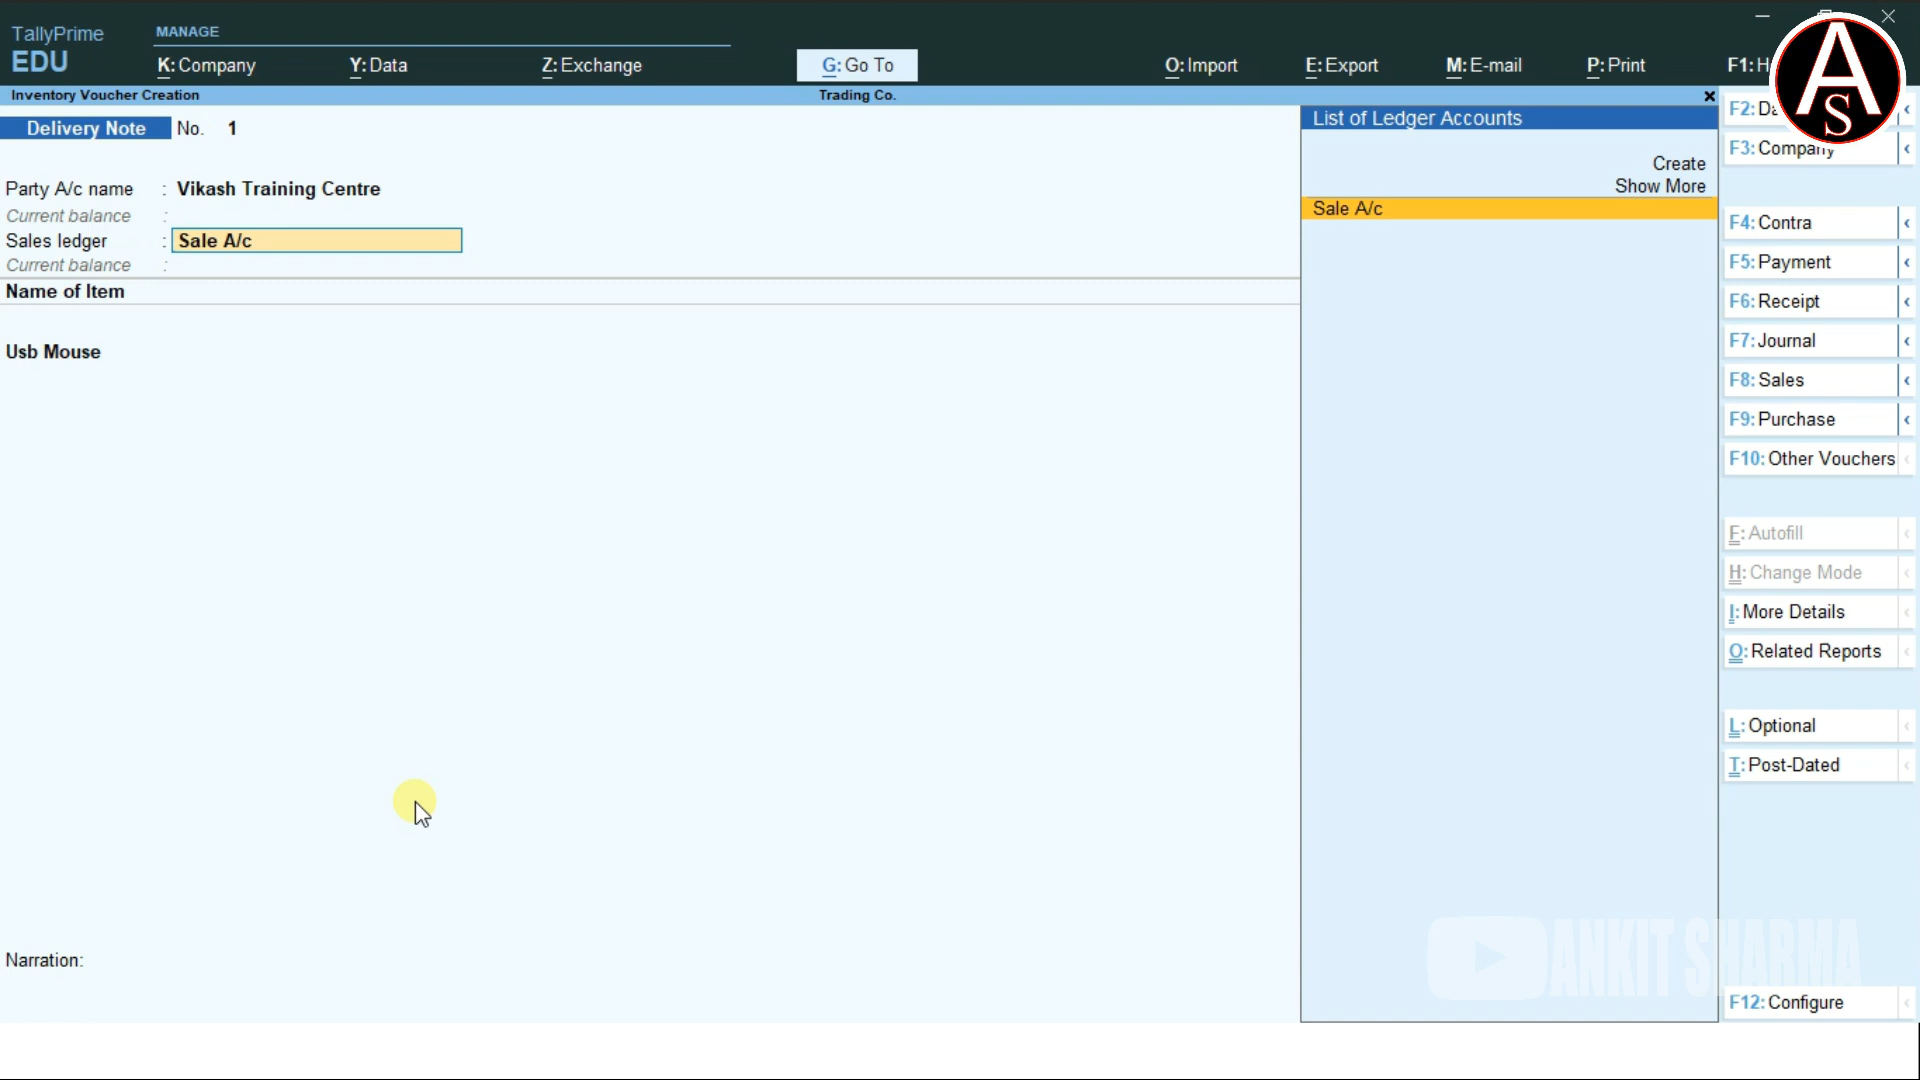 TallyPrime
EDU
MANAGE
K: Company
Y: Data
Z: Exchange
G: Go To
O: Import
E: Export
M: E-mail
P: Print
Inventory Voucher Creation
Trading Co.
Delivery Note No. 1
Party A/c name : Vikash Training Centre
Current balance :
Sales ledger : Sale A/c
Current balance :
Name of Item
Usb Mouse
Narration:
List of Ledger Accounts
Create
Show More
Sale A/c
A
S
F3: Company
F4: Contra
F5: Payment
F6: Receipt
F7: Journal
F8: Sales
F9: Purchase
F10: Other Vouchers
F: Autofill
H: Change Mode
I: More Details
O: Related Reports
L: Optional
T: Post-Dated
F12: Configure
ANKIT SHARMA